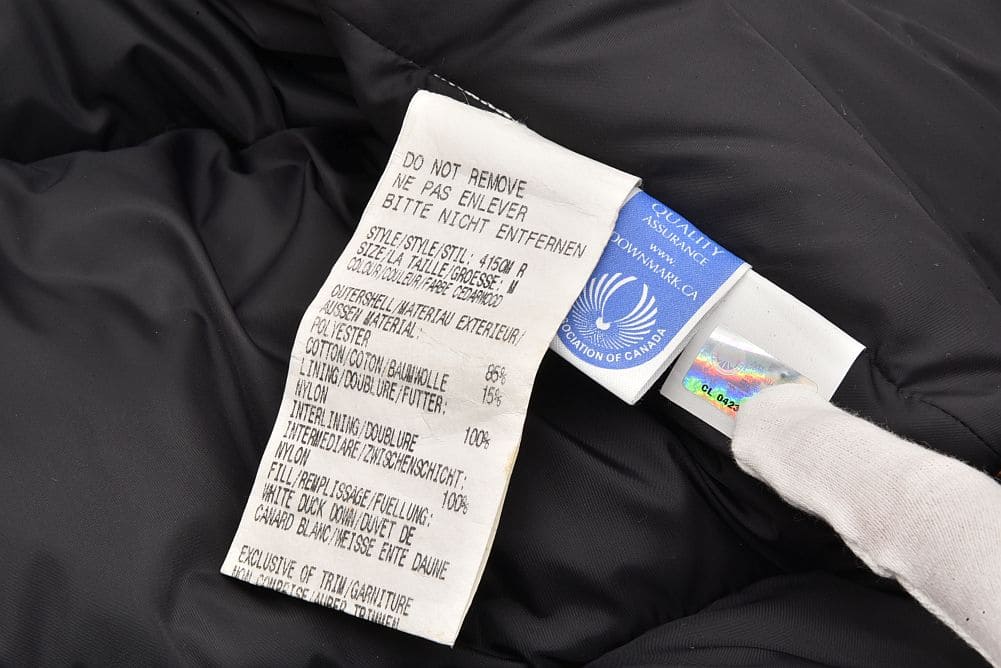 DO NOT REMOVE
NE PAS ENLEVER
BITTE NICHT ENTFERNEN
STYLE/STYLE/STIL: 4150M R
SIZE/LA TAILLE/GROESSE: M
COLOUR/COULEUR/FARBE CEDARWOOD
OUTERSHELL/MATERIAU EXTERIEUR/
AUSSEN MATERIAL:
POLYESTER
COTTON/COTON/BAUMWOLLE 85%
LINING/DOUBLURE/FUTTER: 15%
NYLON
INTERLINING/DOUBLURE 100%
INTERMEDIARE/ZWISCHENSCHICHT:
NYLON
FILL/REMPLISSAGE/FUELLUNG: 100%
WHITE DUCK DOWN/DUVET DE
CANARD BLANC/WEISSE ENTE DAUNE
EXCLUSIVE OF TRIM/GARNITURE
NON COMPRISE/
QUALITY
ASSURANCE
www.
DOWNMARK.CA
OCIATION OF CANADA
CL 0423